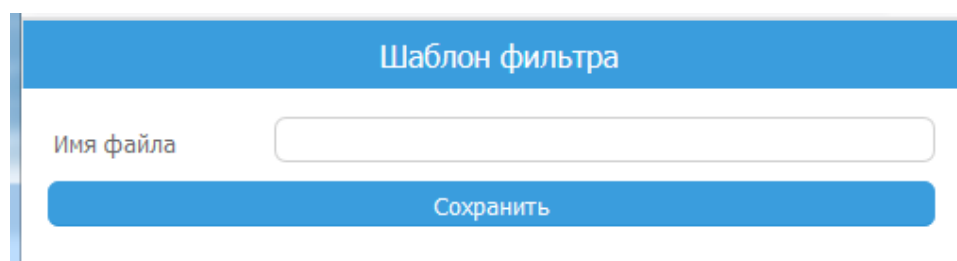 Шаблон фильтра
Имя файла
Сохранить